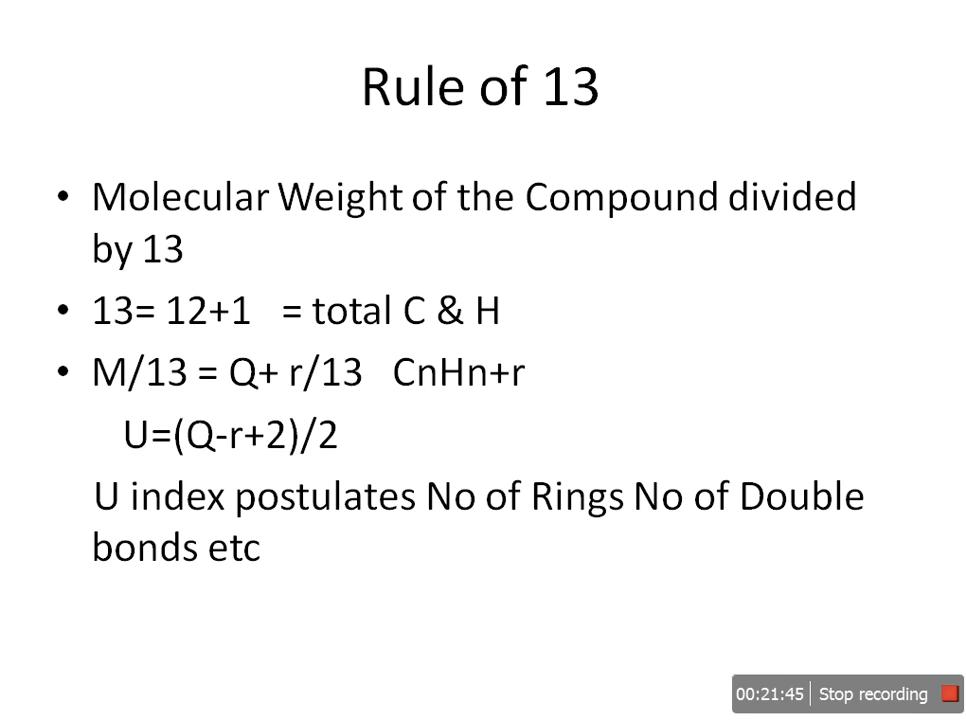 Rule of 13
• Molecular Weight of the Compound divided
by 13
• 13= 12+1 = total C & H
• M/13 = Q+ r/13 CnHn+r
U=(Q-r+2)/2
U index postulates No of Rings No of Double
bonds etc
00:21:45 Stop recording